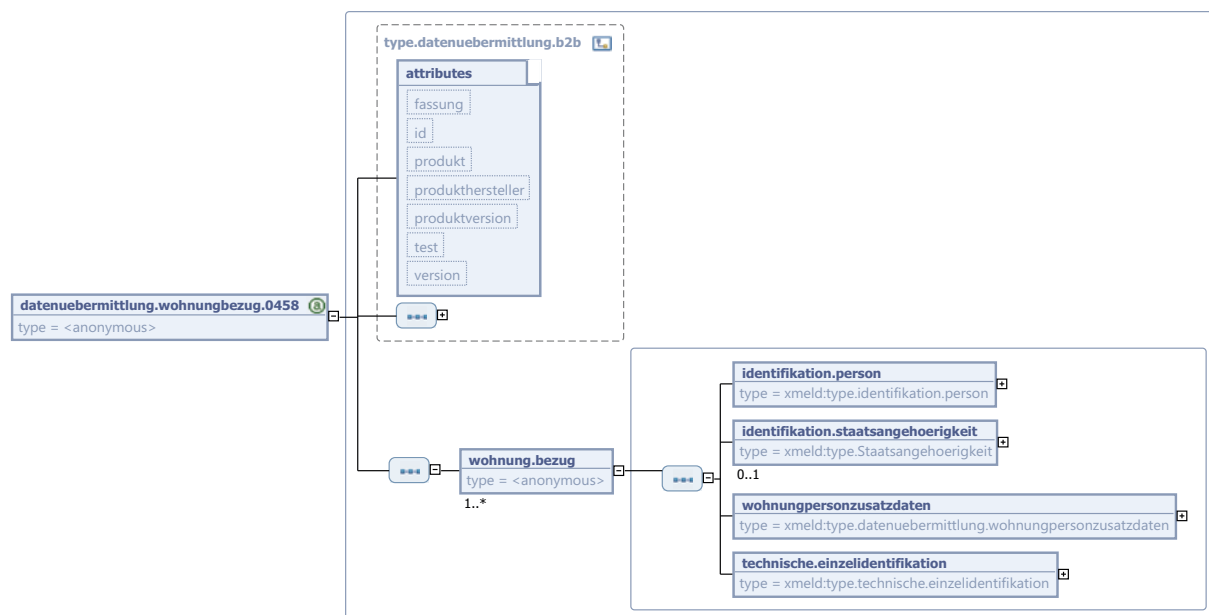 type.datenuebermittlung.b2b
attributes
fassung
id
produkt
produkthersteller
produktversion
test
version
datenuebermittlung.wohnungbezug.0458
type = <anonymous>
identifikation.person
type = xmeld:type.identifikation.person
identifikation.staatsangehoerigkeit
type = xmeld:type.Staatsangehoerigkeit
0..1
wohnung.bezug
type = <anonymous>
1..*
wohnungpersonzusatzdaten
type = xmeld:type.datenuebermittlung.wohnungpersonzusatzdaten
technische.einzelidentifikation
type = xmeld:type.technische.einzelidentifikation